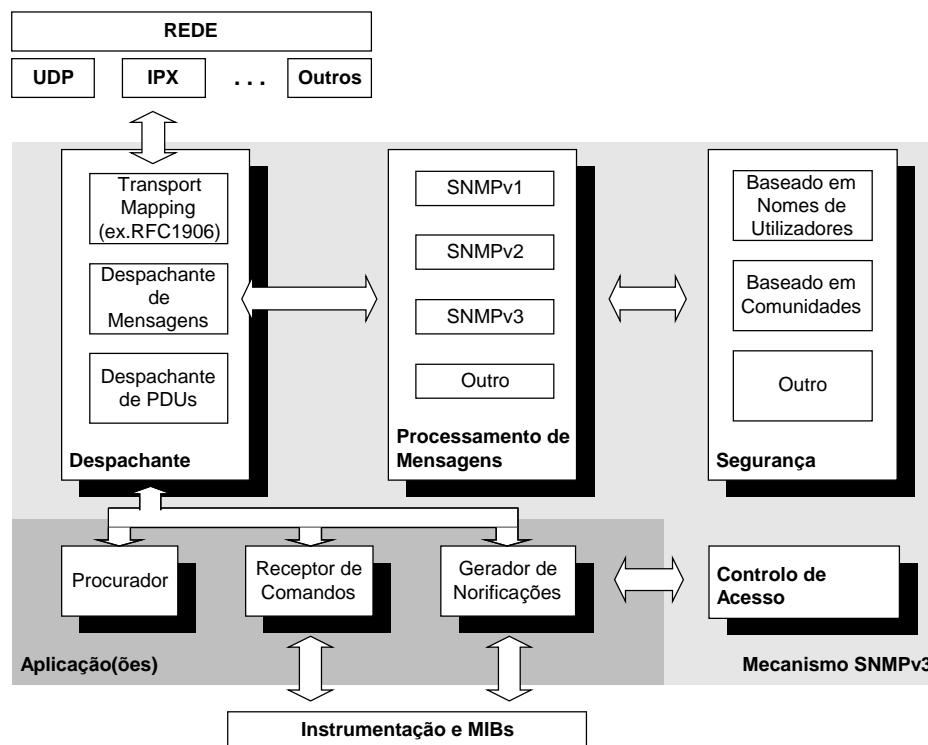 REDE
UDP
IPX
. . .
Outros
Transport
Mapping
(ex.RFC1906)
Despachante
de
Mensagens
Despachante
de PDUs
Despachante
SNMPv1
SNMPv2
SNMPv3
Outro
Processamento de
Mensagens
Baseado em
Nomes de
Utilizadores
Baseado em
Comunidades
Outro
Segurança
Procurador
Receptor de
Comandos
Gerador de
Norificações
Controlo de
Acesso
Aplicação(ões)
Mecanismo SNMPv3
Instrumentação e MIBs